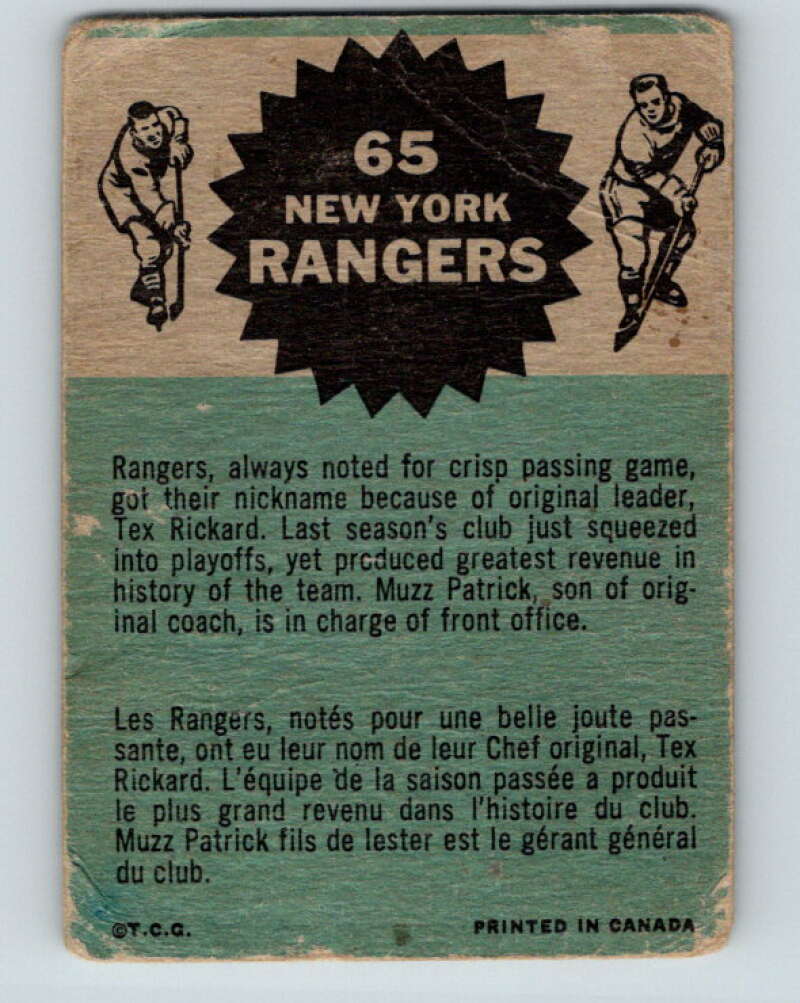 65
NEW YORK
RANGERS
Rangers, always noted for crisp passing game,
got their nickname because of original leader,
Tex Rickard. Last season's club just squeezed
into playoffs, yet produced greatest revenue in
history of the team. Muzz Patrick, son of orig-
inal coach, is in charge of front office.
Les Rangers, notés pour une belle joute pas-
sante, ont eu leur nom de leur Chef original, Tex
Rickard. L'équipe de la saison passée a produit
le plus grand revenu dans l'histoire du club.
Muzz Patrick fils de lester est le gérant général
du club.
©T.C.G.
PRINTED IN CANADA